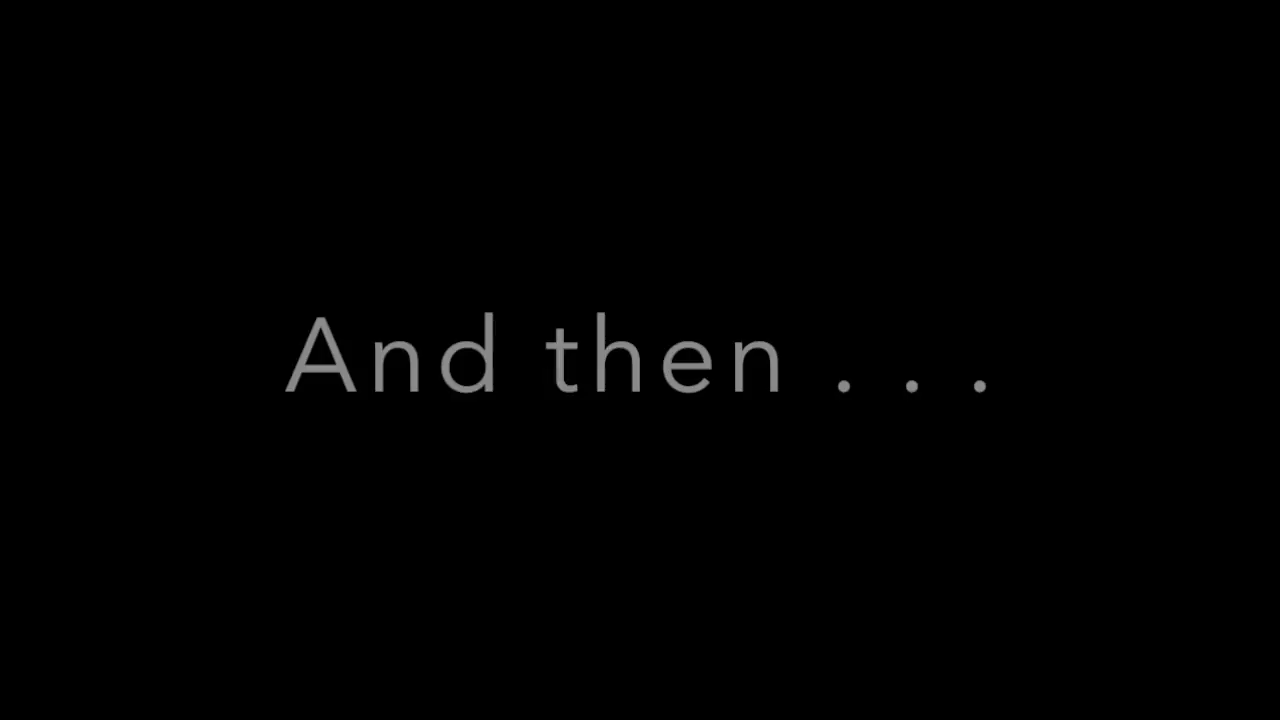 And then . . .